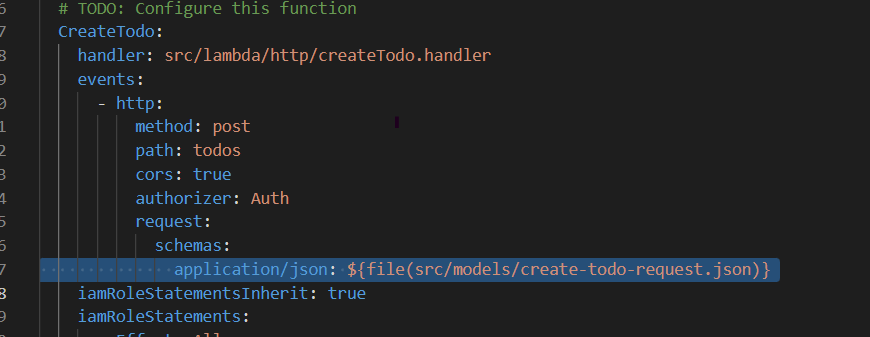 6 # TODO: Configure this function
7 CreateTodo:
8 handler: src/lambda/http/createTodo.handler
9 events:
0 - http:
1 method: post
2 path: todos
3 cors: true
4 authorizer: Auth
5 request:
6 schemas:
7 application/json: ${file(src/models/create-todo-request.json)}
8 iamRoleStatementsInherit: true
9 iamRoleStatements: